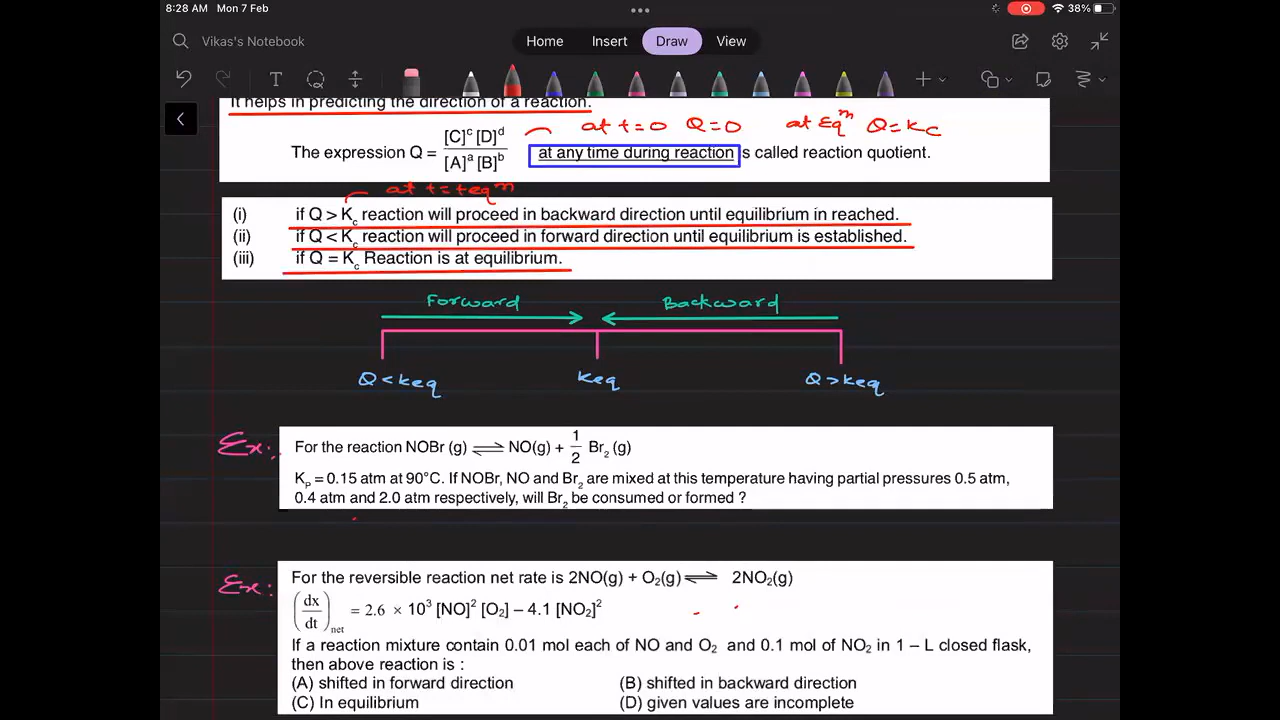 8:28 AM Mon 7 Feb
38%
Vikas's Notebook
Home Insert Draw View
It helps in predicting the direction of a reaction.
at t=0 Q=0 at Eqᵐ Q=Kc
The expression Q = [C]ᶜ [D]ᵈ / [A]ᵃ [B]ᵇ at any time during reaction is called reaction quotient.
at t=teqᵐ
(i) if Q > Kc reaction will proceed in backward direction until equilibrium in reached.
(ii) if Q < Kc reaction will proceed in forward direction until equilibrium is established.
(iii) if Q = Kc Reaction is at equilibrium.
Forward Backward
Q < keq keq Q > keq
Ex:
For the reaction NOBr (g) ⇌ NO(g) + 1/2 Br₂ (g)
KP = 0.15 atm at 90°C. If NOBr, NO and Br₂ are mixed at this temperature having partial pressures 0.5 atm,
0.4 atm and 2.0 atm respectively, will Br₂ be consumed or formed ?
Ex:
For the reversible reaction net rate is 2NO(g) + O₂(g) ⇌ 2NO₂(g)
(dx/dt)net = 2.6 × 10³ [NO]² [O₂] – 4.1 [NO₂]²
If a reaction mixture contain 0.01 mol each of NO and O₂ and 0.1 mol of NO₂ in 1 – L closed flask,
then above reaction is :
(A) shifted in forward direction (B) shifted in backward direction
(C) In equilibrium (D) given values are incomplete